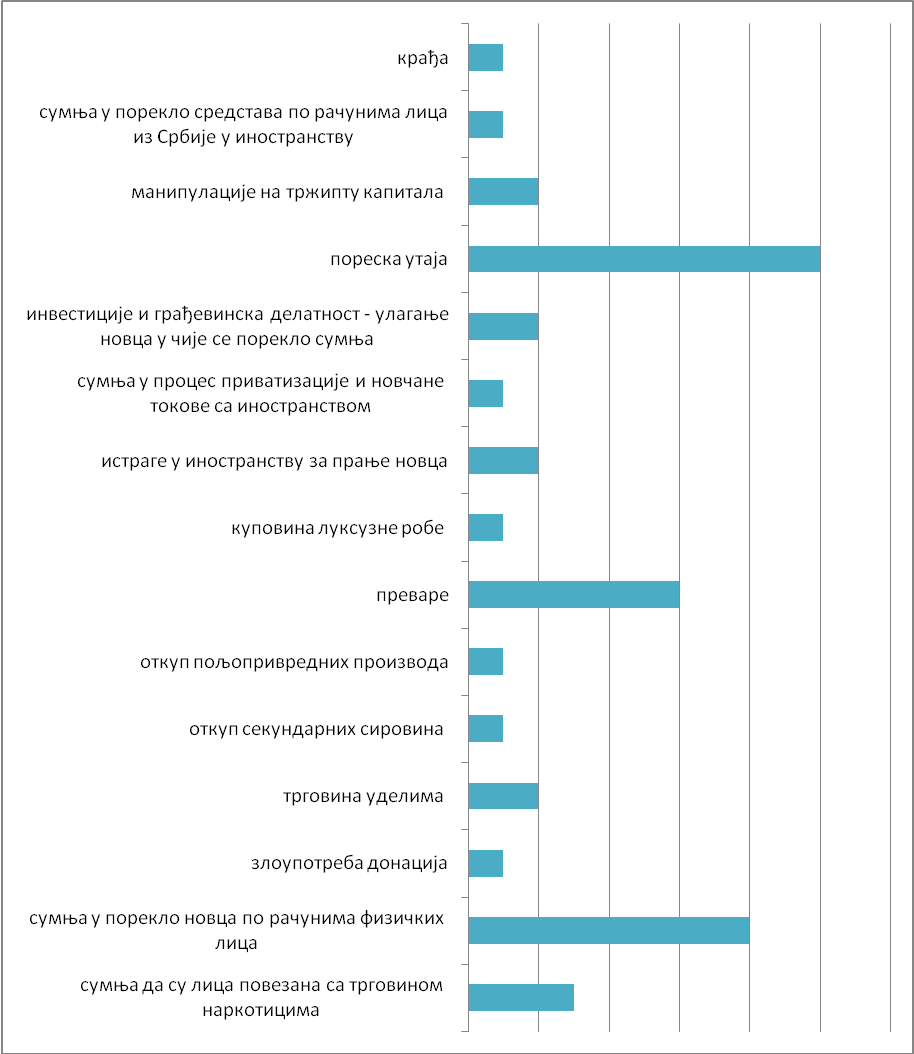 крађа
сумња у порекло средстава по рачунима лица
из Србије у иностранству
манипулације на тржипту капитала
пореска утаја
инвестиције и грађевинска делатност - улагање
новца у чије се порекло сумња
сумња у процес приватизације и новчане
токове са иностранством
истраге у иностранству за прање новца
куповина луксузне робе
преваре
откуп пољопривредних производа
откуп секундарних сировина
трговина уделима
злоупотреба донација
сумња у порекло новца по рачунима физичких
лица
сумња да су лица повезана са трговином
наркотицима